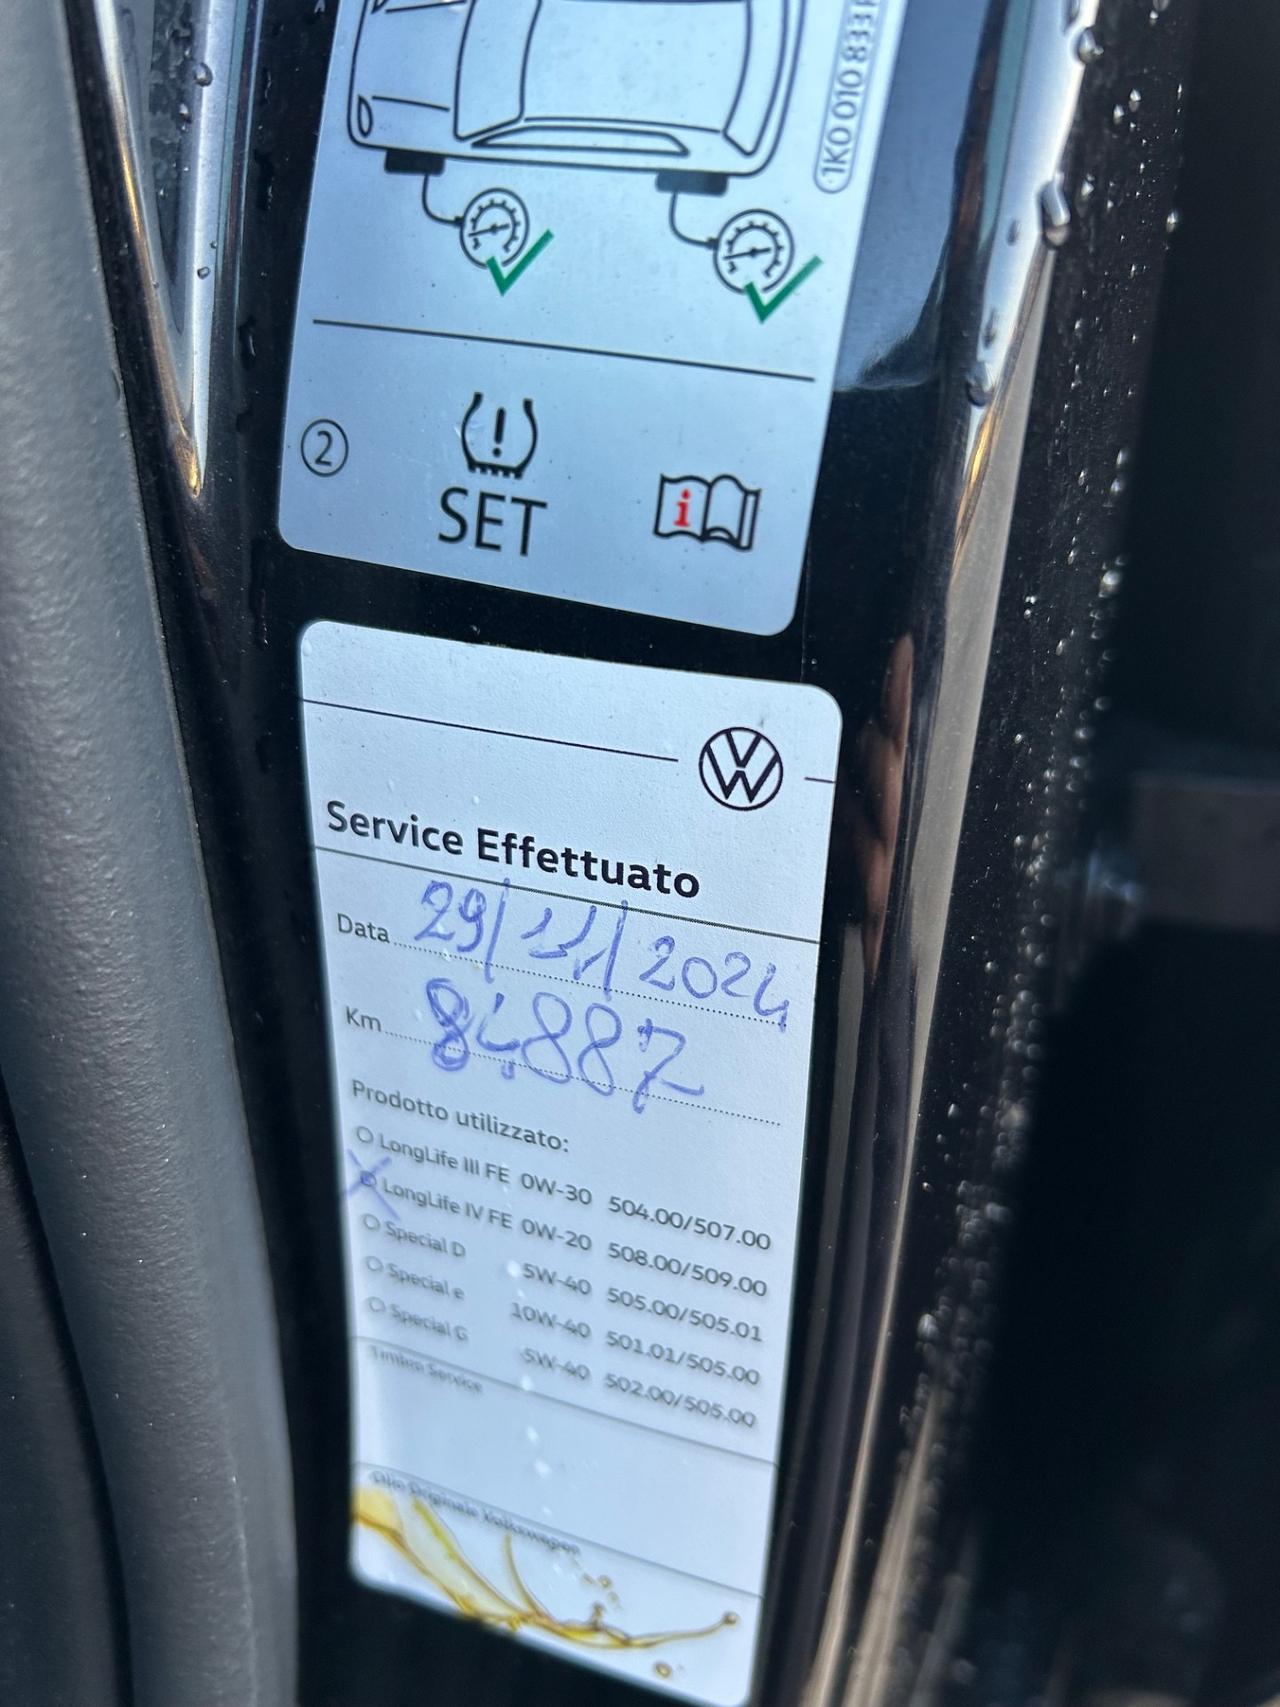 1K0 010 833
②
SET
i
Service Effettuato
Data 29/11/2024
Km 84.887
Prodotto utilizzato:
LongLife III FE 0W-30 504.00/507.00
LongLife IV FE 0W-20 508.00/509.00
Special D 5W-40 505.00/505.01
Special e 10W-40 501.01/505.00
Special G 5W-40 502.00/505.00
Timbro Service
Olio Originale Volkswagen